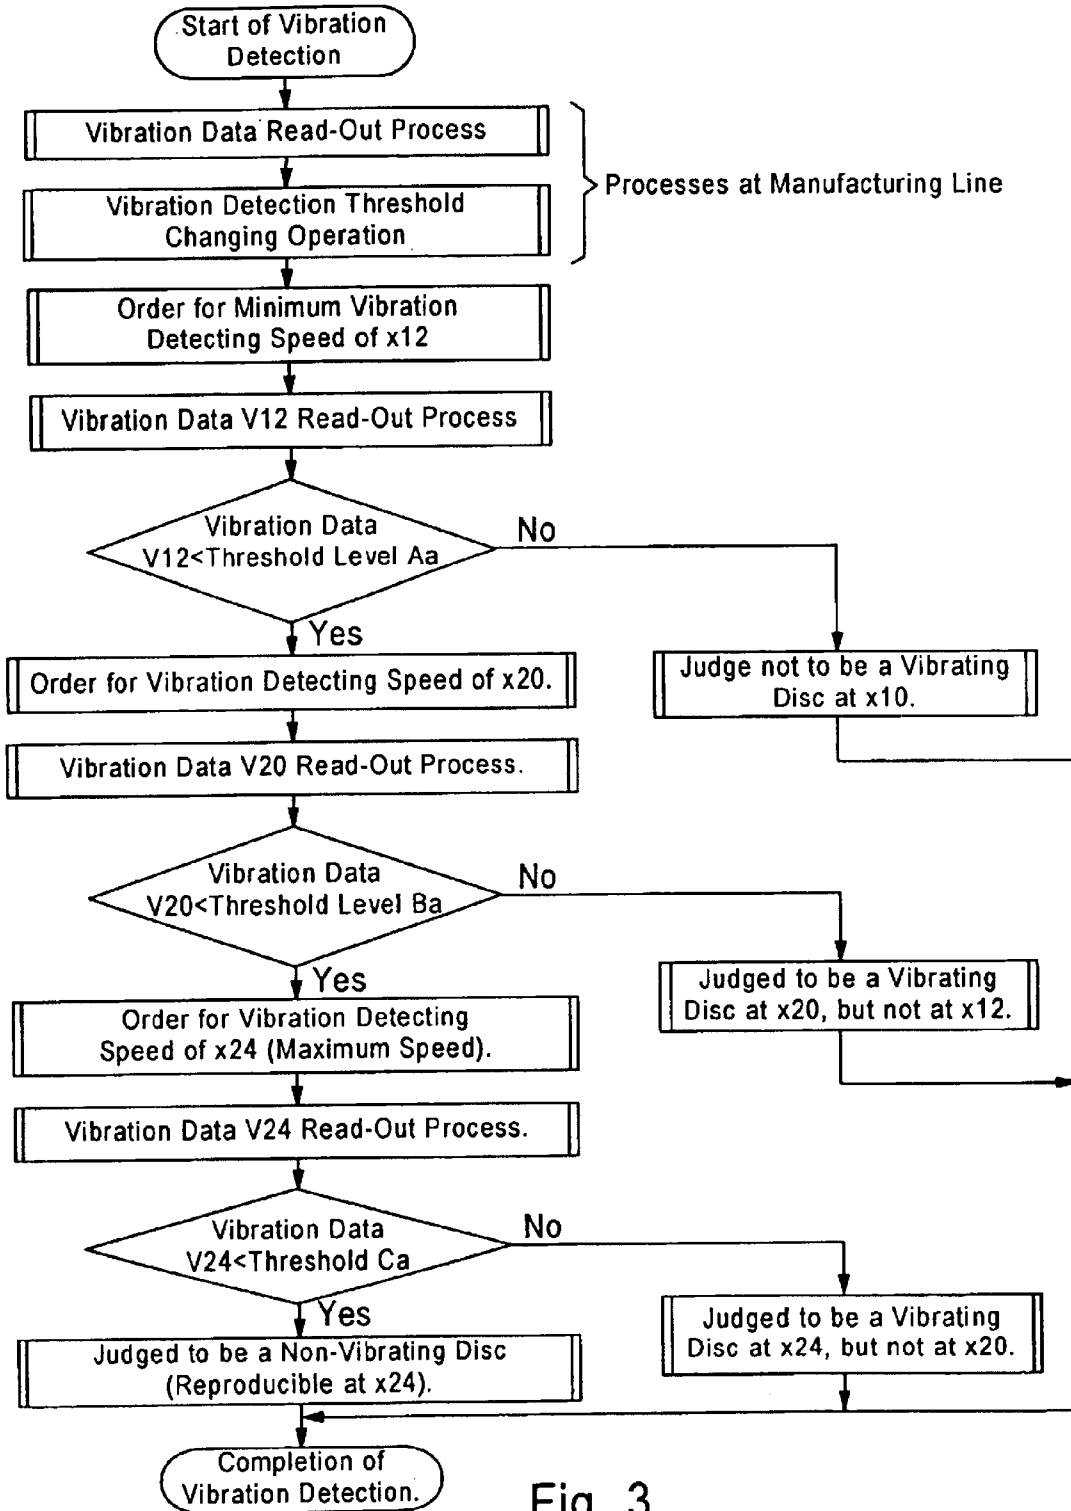 Start of Vibration
Detection
Vibration Data Read-Out Process
Vibration Detection Threshold
Changing Operation
Processes at Manufacturing Line
Order for Minimum Vibration
Detecting Speed of x12
Vibration Data V12 Read-Out Process
Vibration Data
V12<Threshold Level Aa
No
Yes
Judge not to be a Vibrating
Disc at x10.
Order for Vibration Detecting Speed of x20.
Vibration Data V20 Read-Out Process.
Vibration Data
V20<Threshold Level Ba
No
Yes
Judged to be a Vibrating
Disc at x20, but not at x12.
Order for Vibration Detecting
Speed of x24 (Maximum Speed).
Vibration Data V24 Read-Out Process.
Vibration Data
V24<Threshold Ca
No
Yes
Judged to be a Vibrating
Disc at x24, but not at x20.
Judged to be a Non-Vibrating Disc
(Reproducible at x24).
Completion of
Vibration Detection.
Fig. 3